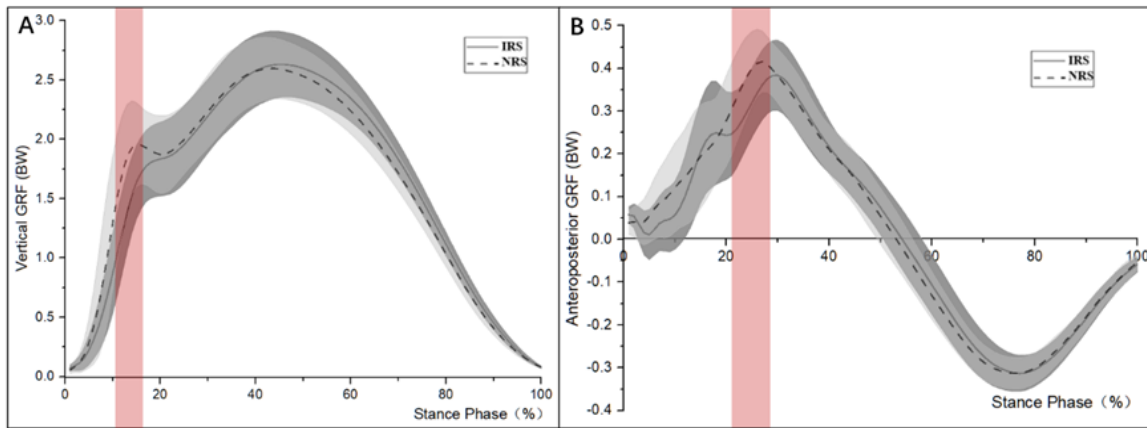 A
Vertical GRF (BW)
3.0
2.5
2.0
1.5
1.0
0.5
0.0
0
20
40
60
80
100
Stance Phase（%）
IRS
NRS
B
Anteroposterior GRF (BW)
0.5
0.4
0.3
0.2
0.1
0.0
-0.1
-0.2
-0.3
-0.4
0
20
40
60
80
100
Stance Phase（%）
IRS
NRS